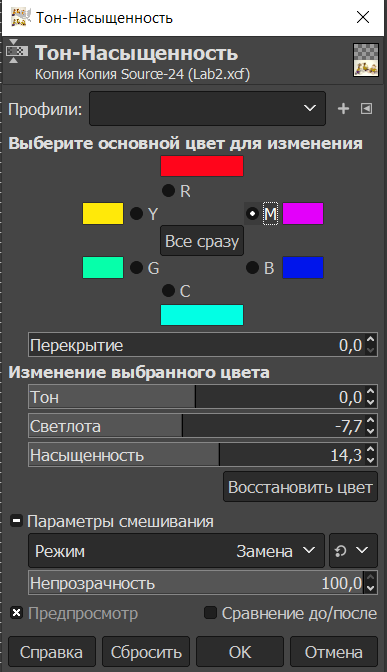 Тон-Насыщенность
Тон-Насыщенность
Копия Копия Source-24 (Lab2.xcf)
Профили:
Выберите основной цвет для изменения
R
Y M
Все сразу
G B
C
Перекрытие 0,0
Изменение выбранного цвета
Тон 0,0
Светлота -7,7
Насыщенность 14,3
Восстановить цвет
Параметры смешивания
Режим Замена
Непрозрачность 100,0
Предпросмотр Сравнение до/после
Справка Сбросить OK Отмена